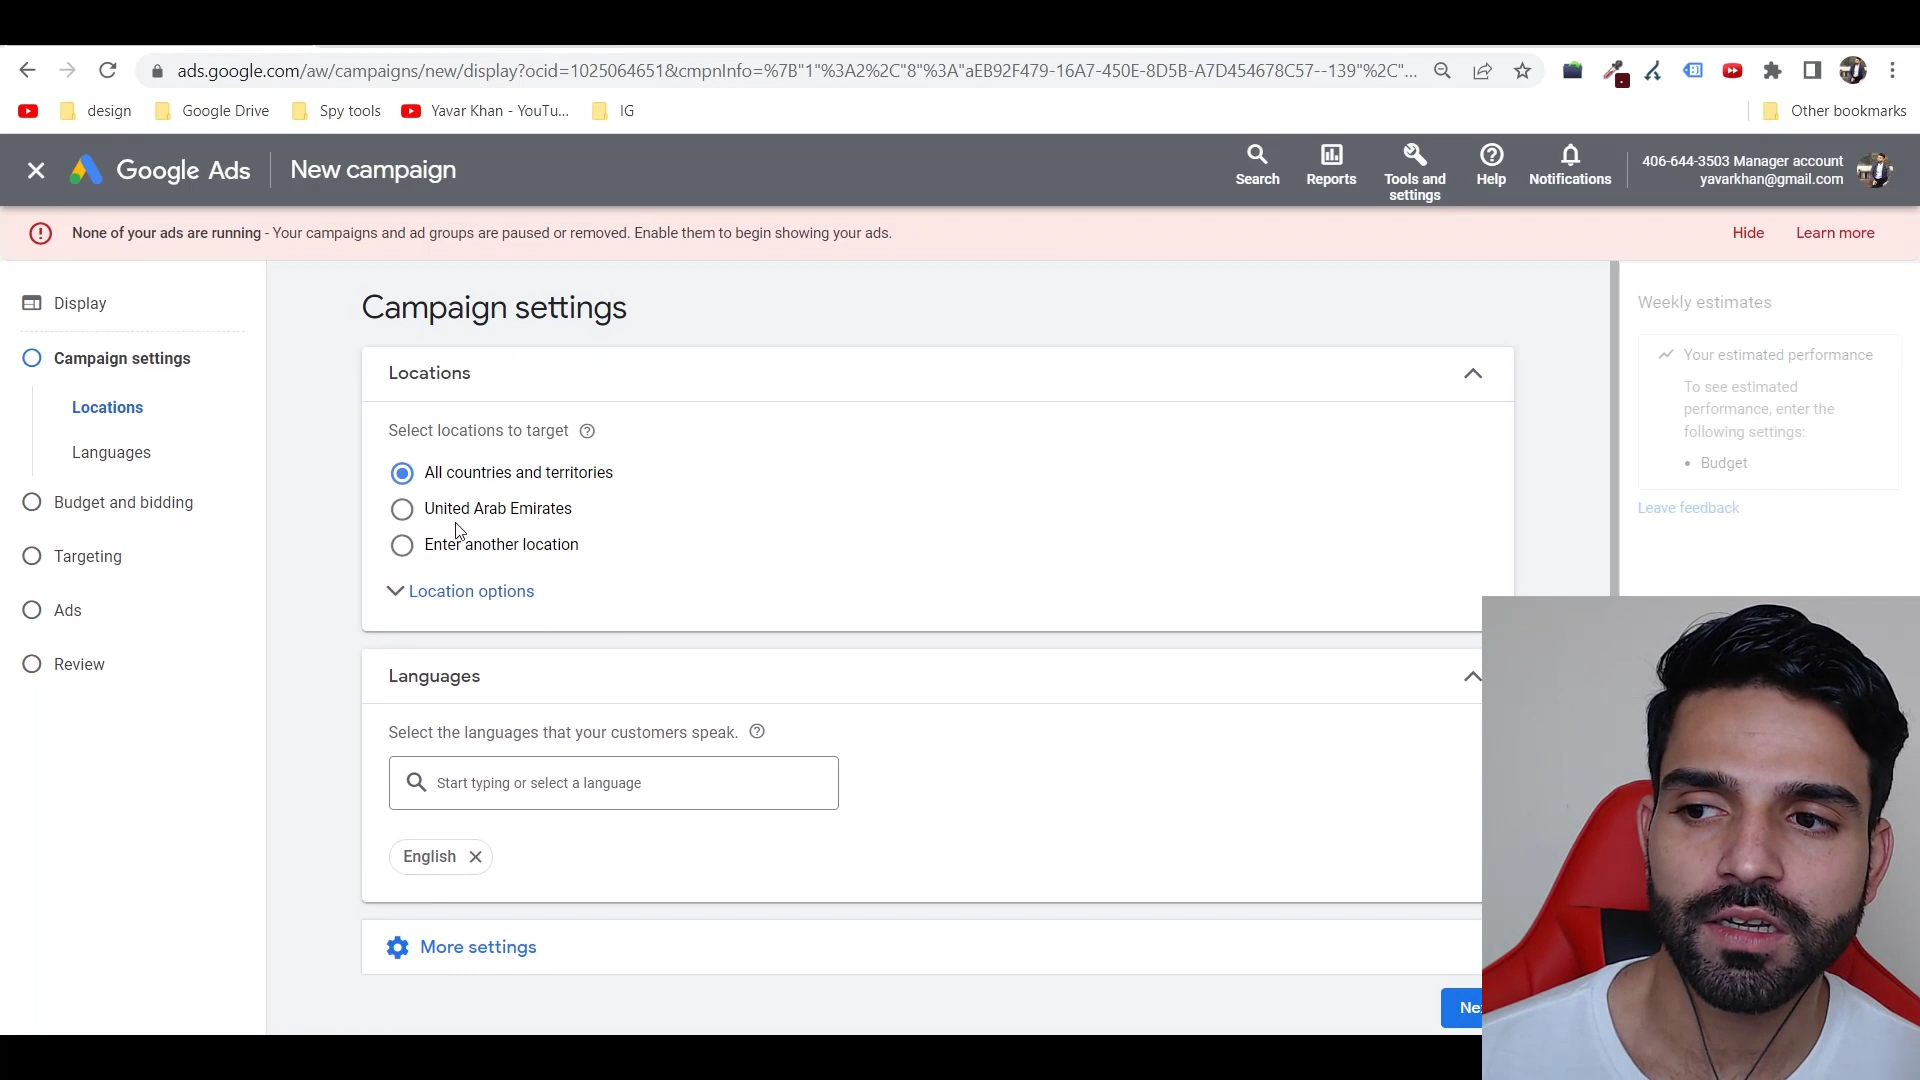 ads.google.com/aw/campaigns/new/display?ocid=1025064651&cmpnInfo=%7B"1"%3A2%2C"8"%3A"aEB92F479-16A7-450E-8D5B-A7D454678C57--139"%2C"...
design
Google Drive
Spy tools
Yavar Khan - YouTu...
IG
Other bookmarks
Google Ads
New campaign
Search
Reports
Tools and
settings
Help
Notifications
406-644-3503 Manager account
yavarkhan@gmail.com
None of your ads are running - Your campaigns and ad groups are paused or removed. Enable them to begin showing your ads.
Hide
Learn more
Display
Campaign settings
Locations
Languages
Budget and bidding
Targeting
Ads
Review
Campaign settings
Locations
Select locations to target
All countries and territories
United Arab Emirates
Enter another location
Location options
Languages
Select the languages that your customers speak.
Start typing or select a language
English
More settings
Ne
Weekly estimates
Your estimated performance
To see estimated
performance, enter the
following settings:
• Budget
Leave feedback